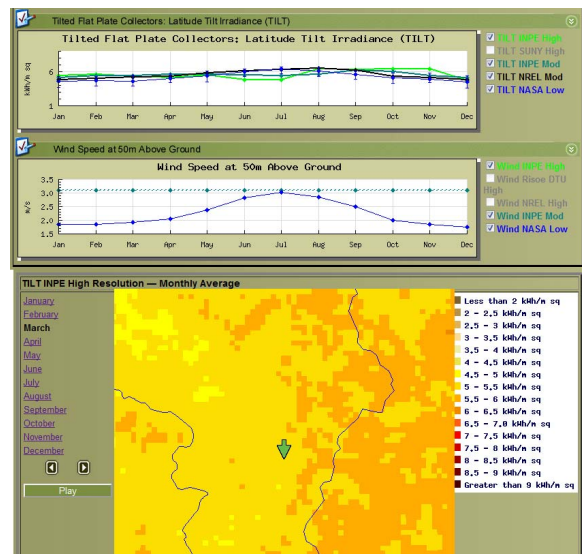 Tilted Flat Plate Collectors: Latitude Tilt Irradiance (TILT)
Tilted Flat Plate Collectors: Latitude Tilt Irradiance (TILT)
kWh/m sq
6
1
Jan Feb Mar Apr May Jun Jul Aug Sep Oct Nov Dec
TILT INPE High
TILT SUNY High
TILT INPE Mod
TILT NREL Mod
TILT NASA Low
Wind Speed at 50m Above Ground
Wind Speed at 50m Above Ground
m/s
3.5
3.0
2.5
2.0
1.5
Jan Feb Mar Apr May Jun Jul Aug Sep Oct Nov Dec
Wind INPE High
Wind Risoe DTU
High
Wind NREL High
Wind INPE Mod
Wind NASA Low
TILT INPE High Resolution — Monthly Average
January
February
March
April
May
June
July
August
September
October
November
December
Play
Less than 2 kWh/m sq
2 - 2.5 kWh/m sq
2.5 - 3 kWh/m sq
3 - 3.5 kWh/m sq
3.5 - 4 kWh/m sq
4 - 4.5 kWh/m sq
4.5 - 5 kWh/m sq
5 - 5.5 kWh/m sq
5.5 - 6 kWh/m sq
6 - 6.5 kWh/m sq
6.5 - 7.0 kWh/m sq
7 - 7.5 kWh/m sq
7.5 - 8 kWh/m sq
8 - 8.5 kWh/m sq
8.5 - 9 kWh/m sq
Greater than 9 kWh/m sq